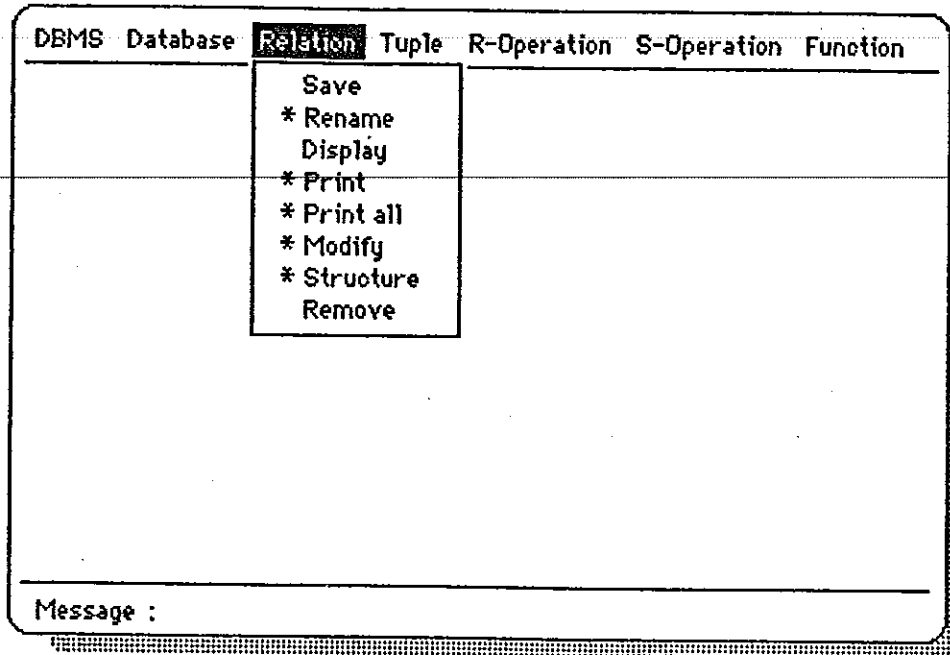 DBMS Database Relation Tuple R-Operation S-Operation Function
Save
* Rename
Display
* Print
* Print all
* Modify
* Structure
Remove
Message :